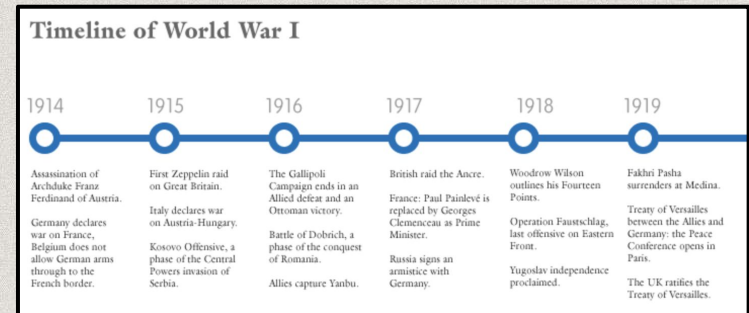 Timeline of World War I
1914
1915
1916
1917
1918
1919
Assassination of
Archduke Franz
Ferdinand of Austria.
Germany declares
war on France,
Belgium does not
allow German arms
through to the
French border.
First Zeppelin raid
on Great Britain.
Italy declares war
on Austria-Hungary.
Kosovo Offensive, a
phase of the Central
Powers invasion of
Serbia.
The Gallipoli
Campaign ends in an
Allied defeat and an
Ottoman victory.
Battle of Dobrich, a
phase of the conquest
of Romania.
Allies capture Yanbu.
British raid the Ancre.
France: Paul Painlevé is
replaced by Georges
Clemenceau as Prime
Minister.
Russia signs an
armistice with
Germany.
Woodrow Wilson
outlines his Fourteen
Points.
Operation Faustschlag,
last offensive on Eastern
Front.
Yugoslav independence
proclaimed.
Fakhri Pasha
surrenders at Medina.
Treaty of Versailles
between the Allies and
Germany: the Peace
Conference opens in
Paris.
The UK ratifies the
Treaty of Versailles.